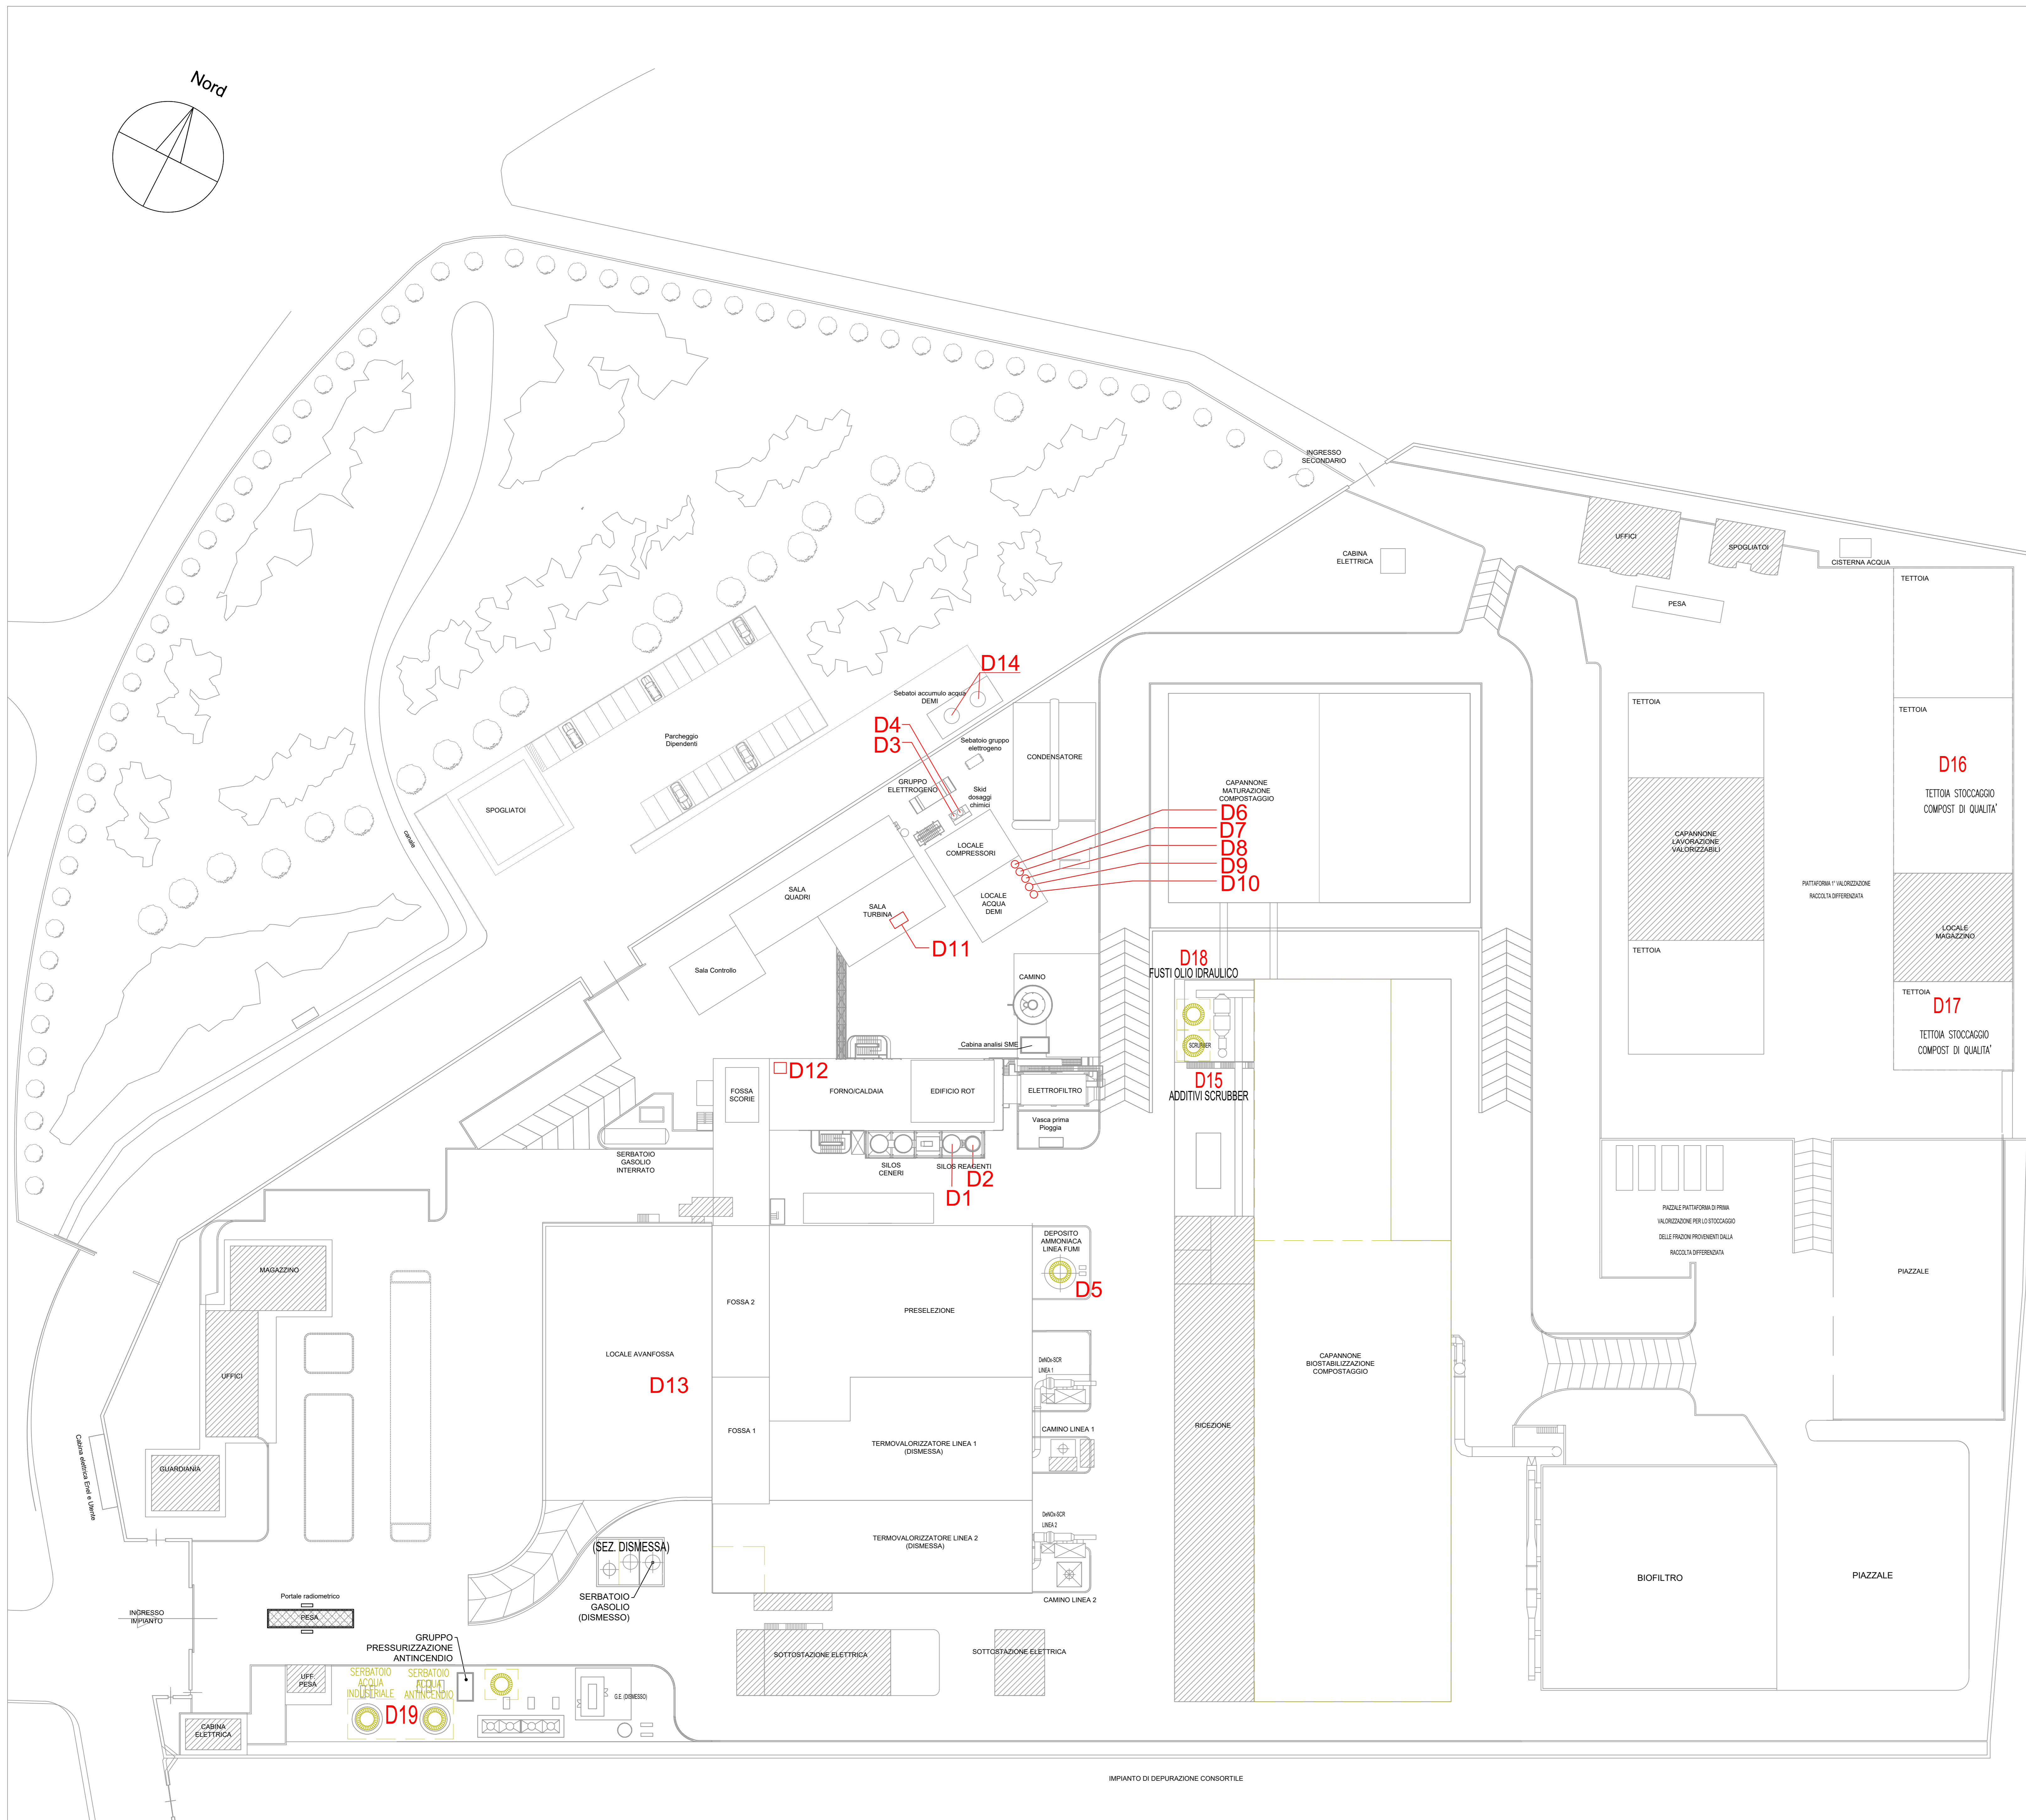 Nord
INGRESSO
SECONDARIO
CABINA
ELETTRICA
UFFICI
SPOGLIATOI
CISTERNA ACQUA
PESA
TETTOIA
D14
Sebatoi accumulo acqua
DEMI
D4
D3
Sebatoio gruppo
elettrogeno
GRUPPO
ELETTROGENO
Skid
dosaggi
chimici
CONDENSATORE
Parcheggio
Dipendenti
SPOGLIATOI
canale
CAPANNONE
MATURAZIONE
COMPOSTAGGIO
D6
D7
D8
D9
D10
LOCALE
COMPRESSORI
LOCALE
ACQUA
DEMI
SALA
QUADRI
SALA
TURBINA
D11
Sala Controllo
TETTOIA
TETTOIA
D16
TETTOIA STOCCAGGIO
COMPOST DI QUALITA'
CAPANNONE
LAVORAZIONE
VALORIZZABILI
PIATTAFORMA 1° VALORIZZAZIONE
RACCOLTA DIFFERENZIATA
LOCALE
MAGAZZINO
TETTOIA
TETTOIA
D17
TETTOIA STOCCAGGIO
COMPOST DI QUALITA'
D18
FUSTI OLIO IDRAULICO
SCRUBBER
D15
ADDITIVI SCRUBBER
CAMINO
Cabina analisi SME
D12
FOSSA
SCORIE
FORNO/CALDAIA
EDIFICIO ROT
ELETTROFILTRO
Vasca prima
Pioggia
SERBATOIO
GASOLIO
INTERRATO
SILOS
CENERI
SILOS REAGENTI
D2
D1
DEPOSITO
AMMONIACA
LINEA FUMI
D5
PIAZZALE PIATTAFORMA DI PRIMA
VALORIZZAZIONE PER LO STOCCAGGIO
DELLE FRAZIONI PROVENIENTI DALLA
RACCOLTA DIFFERENZIATA
PIAZZALE
MAGAZZINO
UFFICI
GUARDIANIA
Cabina elettrica Enel e Utente
LOCALE AVANFOSSA
D13
FOSSA 2
FOSSA 1
PRESELEZIONE
DeNOx-SCR
LINEA 1
CAMINO LINEA 1
TERMOVALORIZZATORE LINEA 1
(DISMESSA)
TERMOVALORIZZATORE LINEA 2
(DISMESSA)
DeNOx-SCR
LINEA 2
CAMINO LINEA 2
CAPANNONE
BIOSTABILIZZAZIONE
COMPOSTAGGIO
RICEZIONE
BIOFILTRO
PIAZZALE
(SEZ. DISMESSA)
SERBATOIO
GASOLIO
(DISMESSO)
Portale radiometrico
PESA
INGRESSO
IMPIANTO
GRUPPO
PRESSURIZZAZIONE
ANTINCENDIO
UFF.
PESA
SERBATOIO
ACQUA
INDUSTRIALE
SERBATOIO
ACQUA
ANTINCENDIO
D19
G.E. (DISMESSO)
CABINA
ELETTRICA
SOTTOSTAZIONE ELETTRICA
SOTTOSTAZIONE ELETTRICA
IMPIANTO DI DEPURAZIONE CONSORTILE